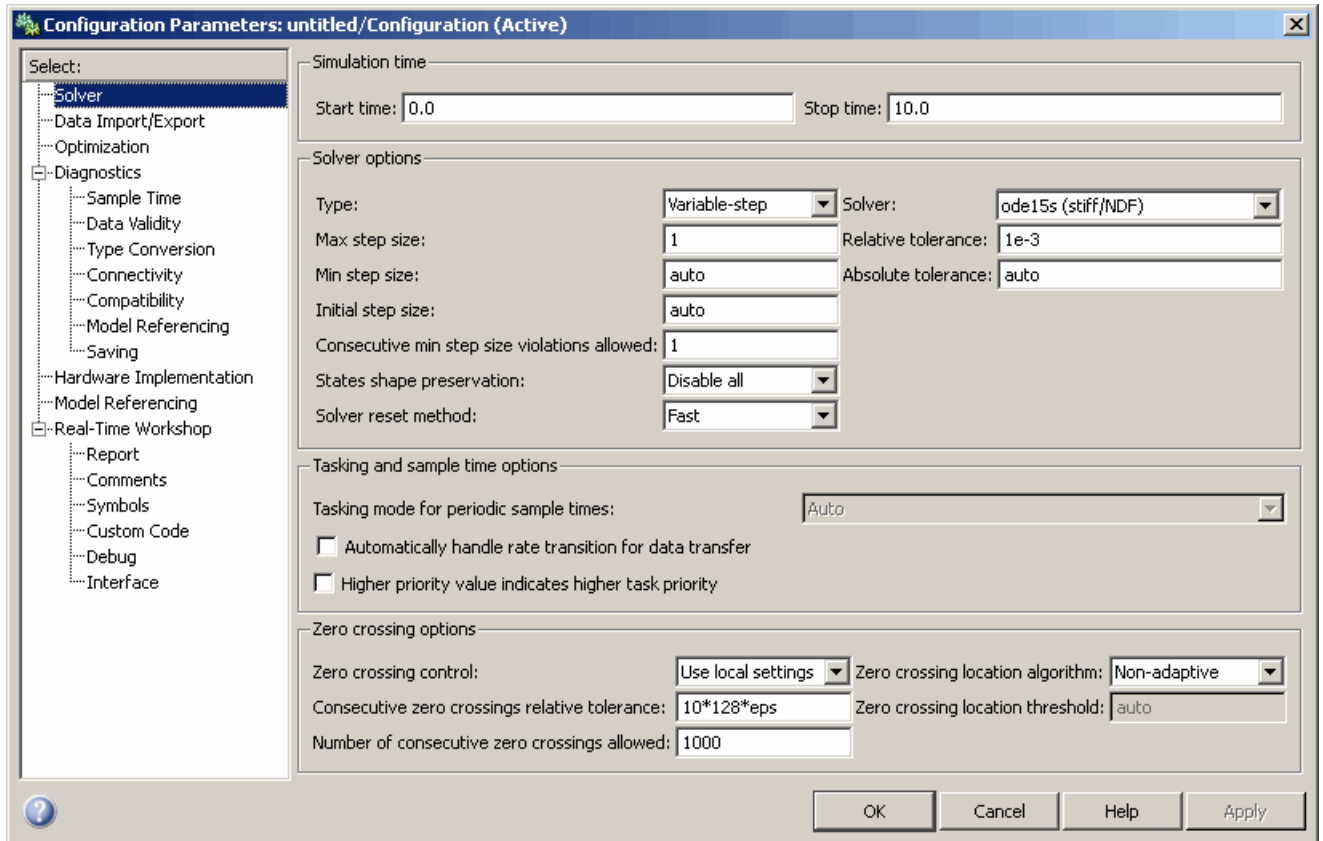 Configuration Parameters: untitled/Configuration (Active)
Select:
Solver
Data Import/Export
Optimization
Diagnostics
Sample Time
Data Validity
Type Conversion
Connectivity
Compatibility
Model Referencing
Saving
Hardware Implementation
Model Referencing
Real-Time Workshop
Report
Comments
Symbols
Custom Code
Debug
Interface
Simulation time
Start time: 0.0 Stop time: 10.0
Solver options
Type: Variable-step Solver: ode15s (stiff/NDF)
Max step size: 1 Relative tolerance: 1e-3
Min step size: auto Absolute tolerance: auto
Initial step size: auto
Consecutive min step size violations allowed: 1
States shape preservation: Disable all
Solver reset method: Fast
Tasking and sample time options
Tasking mode for periodic sample times: Auto
Automatically handle rate transition for data transfer
Higher priority value indicates higher task priority
Zero crossing options
Zero crossing control: Use local settings Zero crossing location algorithm: Non-adaptive
Consecutive zero crossings relative tolerance: 10*128*eps Zero crossing location threshold: auto
Number of consecutive zero crossings allowed: 1000
? OK Cancel Help Apply